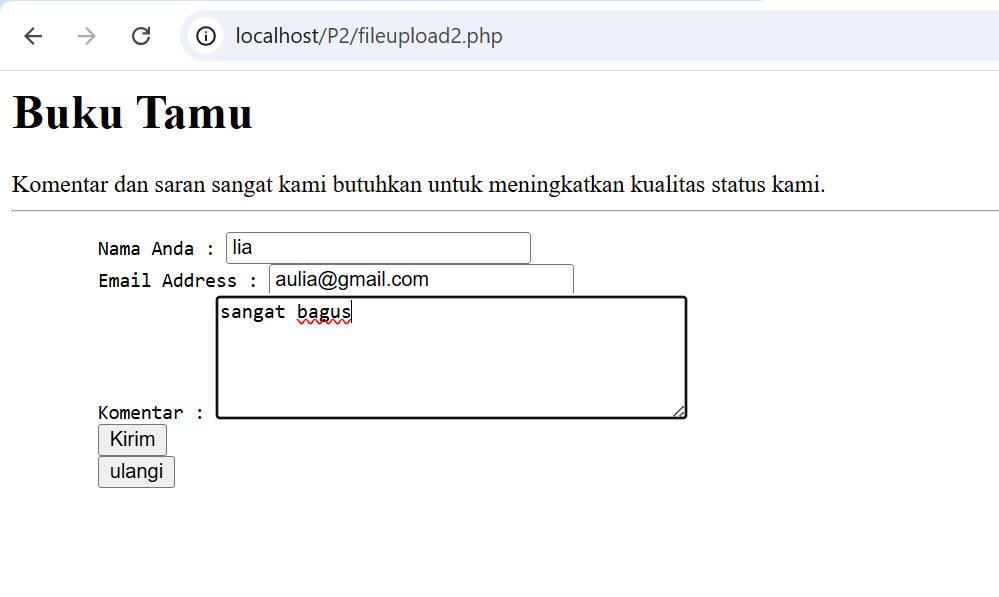 localhost/P2/fileupload2.php
Buku Tamu
Komentar dan saran sangat kami butuhkan untuk meningkatkan kualitas status kami.
Nama Anda : lia
Email Address : aulia@gmail.com
sangat bagus
Komentar :
Kirim
ulangi